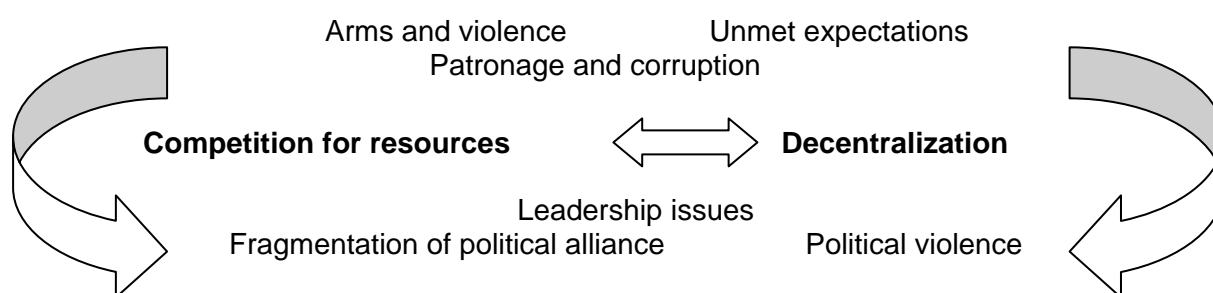 Arms and violence Unmet expectations
Patronage and corruption
Competition for resources Decentralization
Leadership issues
Fragmentation of political alliance Political violence